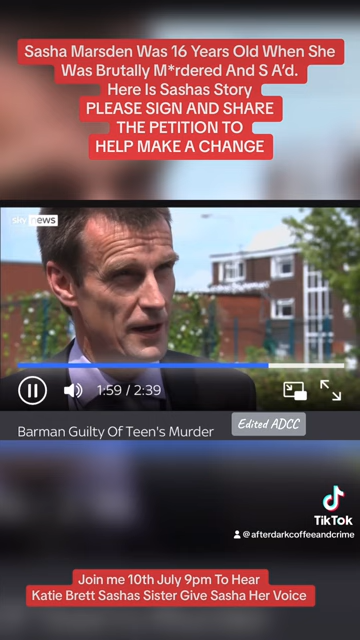 Sasha Marsden Was 16 Years Old When She
Was Brutally M*rdered And S A’d.
Here Is Sashas Story
PLEASE SIGN AND SHARE
THE PETITION TO
HELP MAKE A CHANGE
sky news
1:59 / 2:39
Barman Guilty Of Teen's Murder
Edited ADCC
TikTok
@afterdarkcoffeeandcrime
Join me 10th July 9pm To Hear
Katie Brett Sashas Sister Give Sasha Her Voice